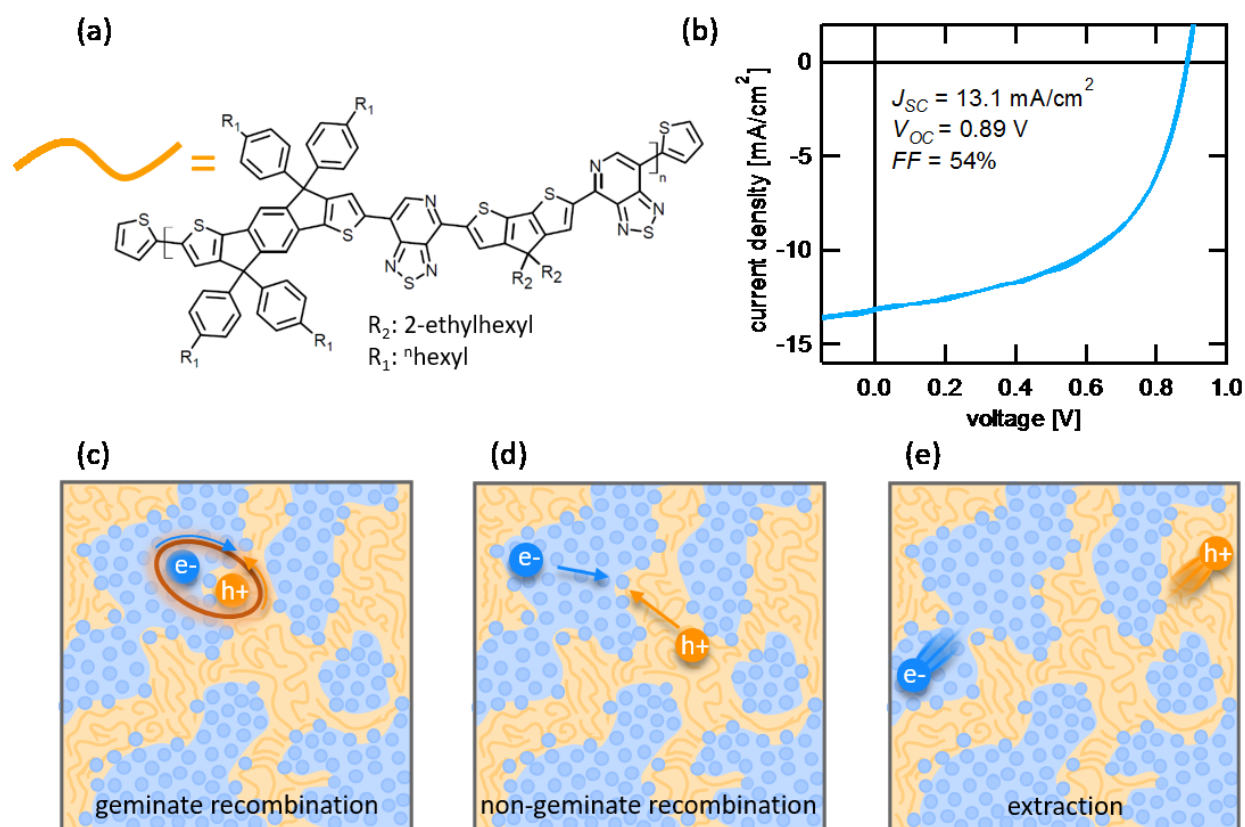 (a)
R1
R1
S
N
n
S
N
S
S
S
N
S
N
S
S
N
N
N
S
N
R2 R2
R1
R1
R2: 2-ethylhexyl
R1: nhexyl
(b)
0
-5
-10
-15
current density [mA/cm2]
JSC = 13.1 mA/cm2
VOC = 0.89 V
FF = 54%
0.0 0.2 0.4 0.6 0.8 1.0
voltage [V]
(c)
e-
h+
geminate recombination
(d)
e-
h+
non-geminate recombination
(e)
h+
e-
extraction